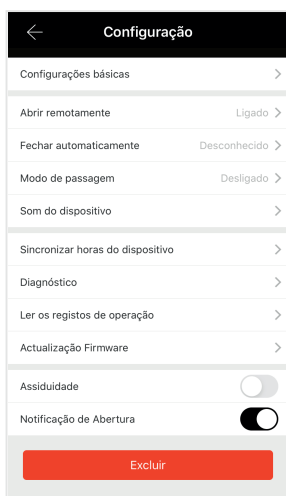 Configuração
Configurações básicas
Abrir remotamente Ligado
Fechar automaticamente Desconhecido
Modo de passagem Desligado
Som do dispositivo
Sincronizar horas do dispositivo
Diagnóstico
Ler os registos de operação
Actualização Firmware
Assiduidade
Notificação de Abertura
Excluir